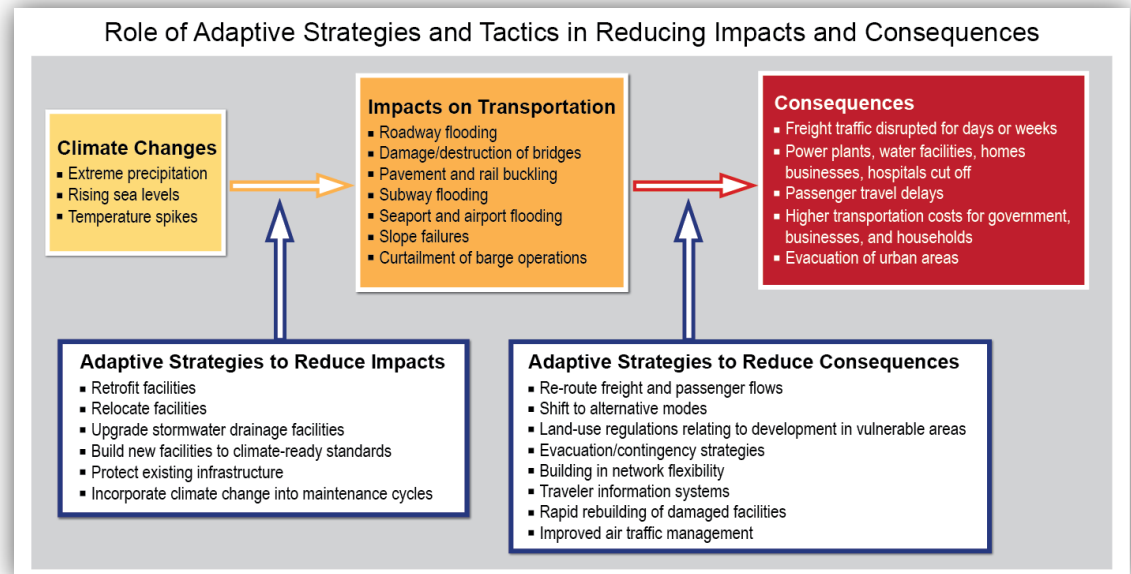 Role of Adaptive Strategies and Tactics in Reducing Impacts and Consequences
Climate Changes
▪ Extreme precipitation
▪ Rising sea levels
▪ Temperature spikes
Impacts on Transportation
▪ Roadway flooding
▪ Damage/destruction of bridges
▪ Pavement and rail buckling
▪ Subway flooding
▪ Seaport and airport flooding
▪ Slope failures
▪ Curtailment of barge operations
Consequences
▪ Freight traffic disrupted for days or weeks
▪ Power plants, water facilities, homes
businesses, hospitals cut off
▪ Passenger travel delays
▪ Higher transportation costs for government,
businesses, and households
▪ Evacuation of urban areas
Adaptive Strategies to Reduce Impacts
▪ Retrofit facilities
▪ Relocate facilities
▪ Upgrade stormwater drainage facilities
▪ Build new facilities to climate-ready standards
▪ Protect existing infrastructure
▪ Incorporate climate change into maintenance cycles
Adaptive Strategies to Reduce Consequences
▪ Re-route freight and passenger flows
▪ Shift to alternative modes
▪ Land-use regulations relating to development in vulnerable areas
▪ Evacuation/contingency strategies
▪ Building in network flexibility
▪ Traveler information systems
▪ Rapid rebuilding of damaged facilities
▪ Improved air traffic management